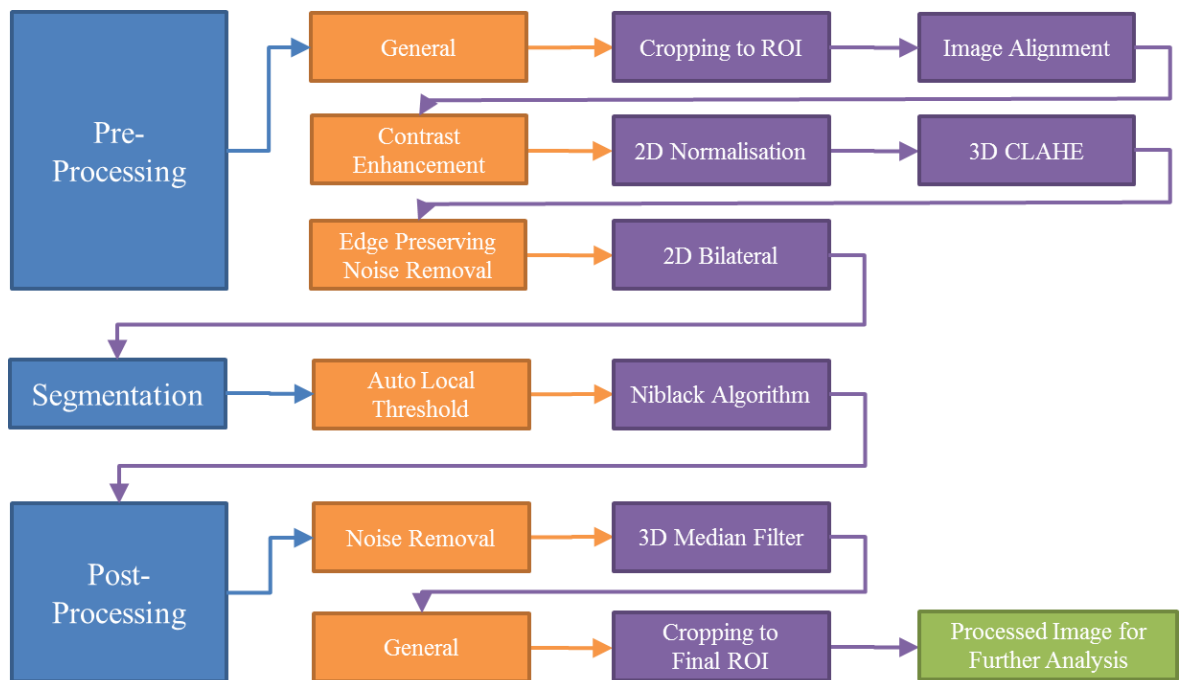 Pre-
Processing
General
Cropping to ROI
Image Alignment
Contrast
Enhancement
2D Normalisation
3D CLAHE
Edge Preserving
Noise Removal
2D Bilateral
Segmentation
Auto Local
Threshold
Niblack Algorithm
Post-
Processing
Noise Removal
3D Median Filter
General
Cropping to
Final ROI
Processed Image for
Further Analysis